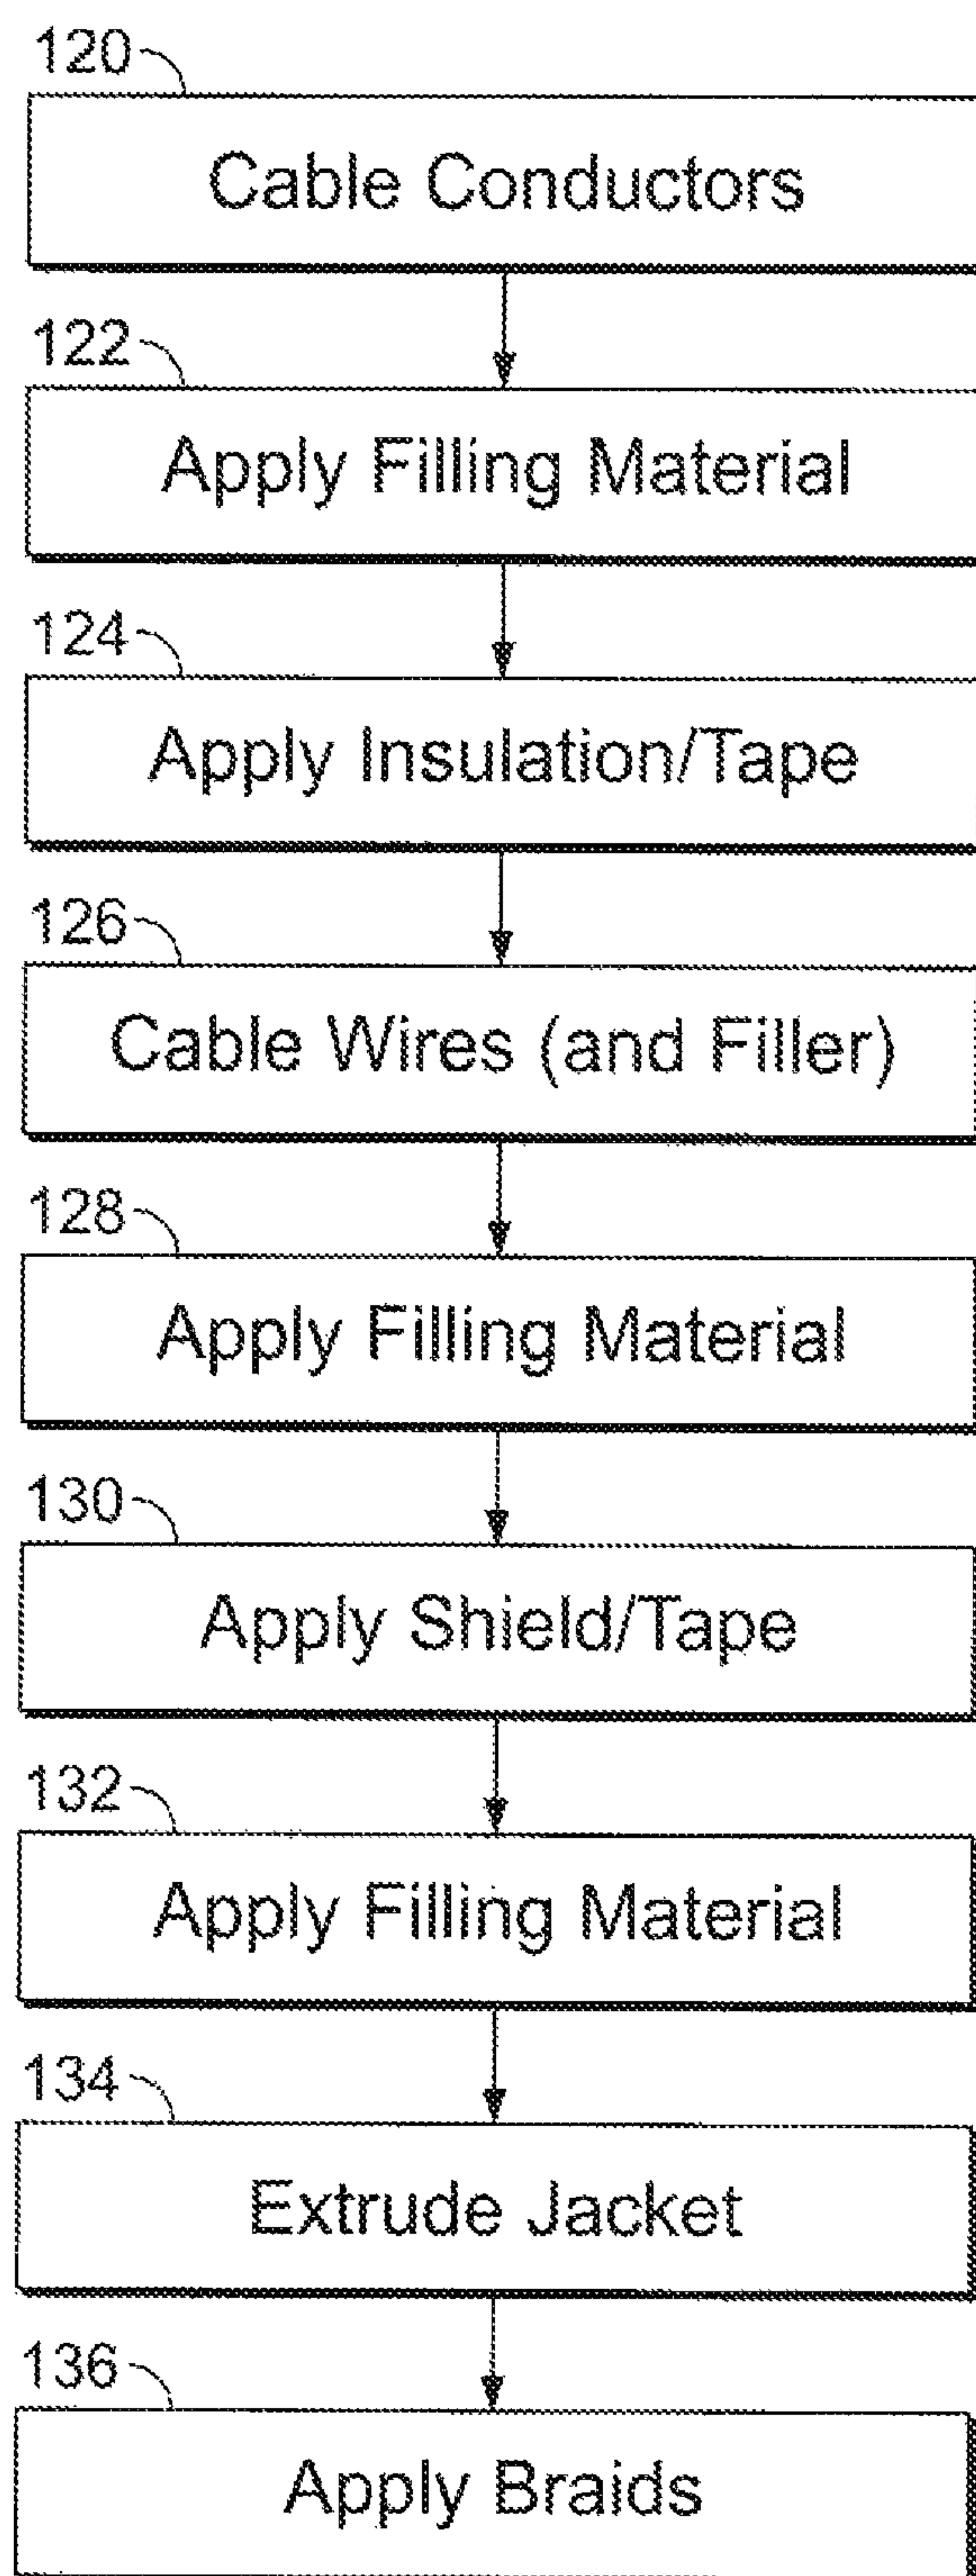 120
Cable Conductors
122
Apply Filling Material
124
Apply Insulation/Tape
126
Cable Wires (and Filler)
128
Apply Filling Material
130
Apply Shield/Tape
132
Apply Filling Material
134
Extrude Jacket
136
Apply Braids